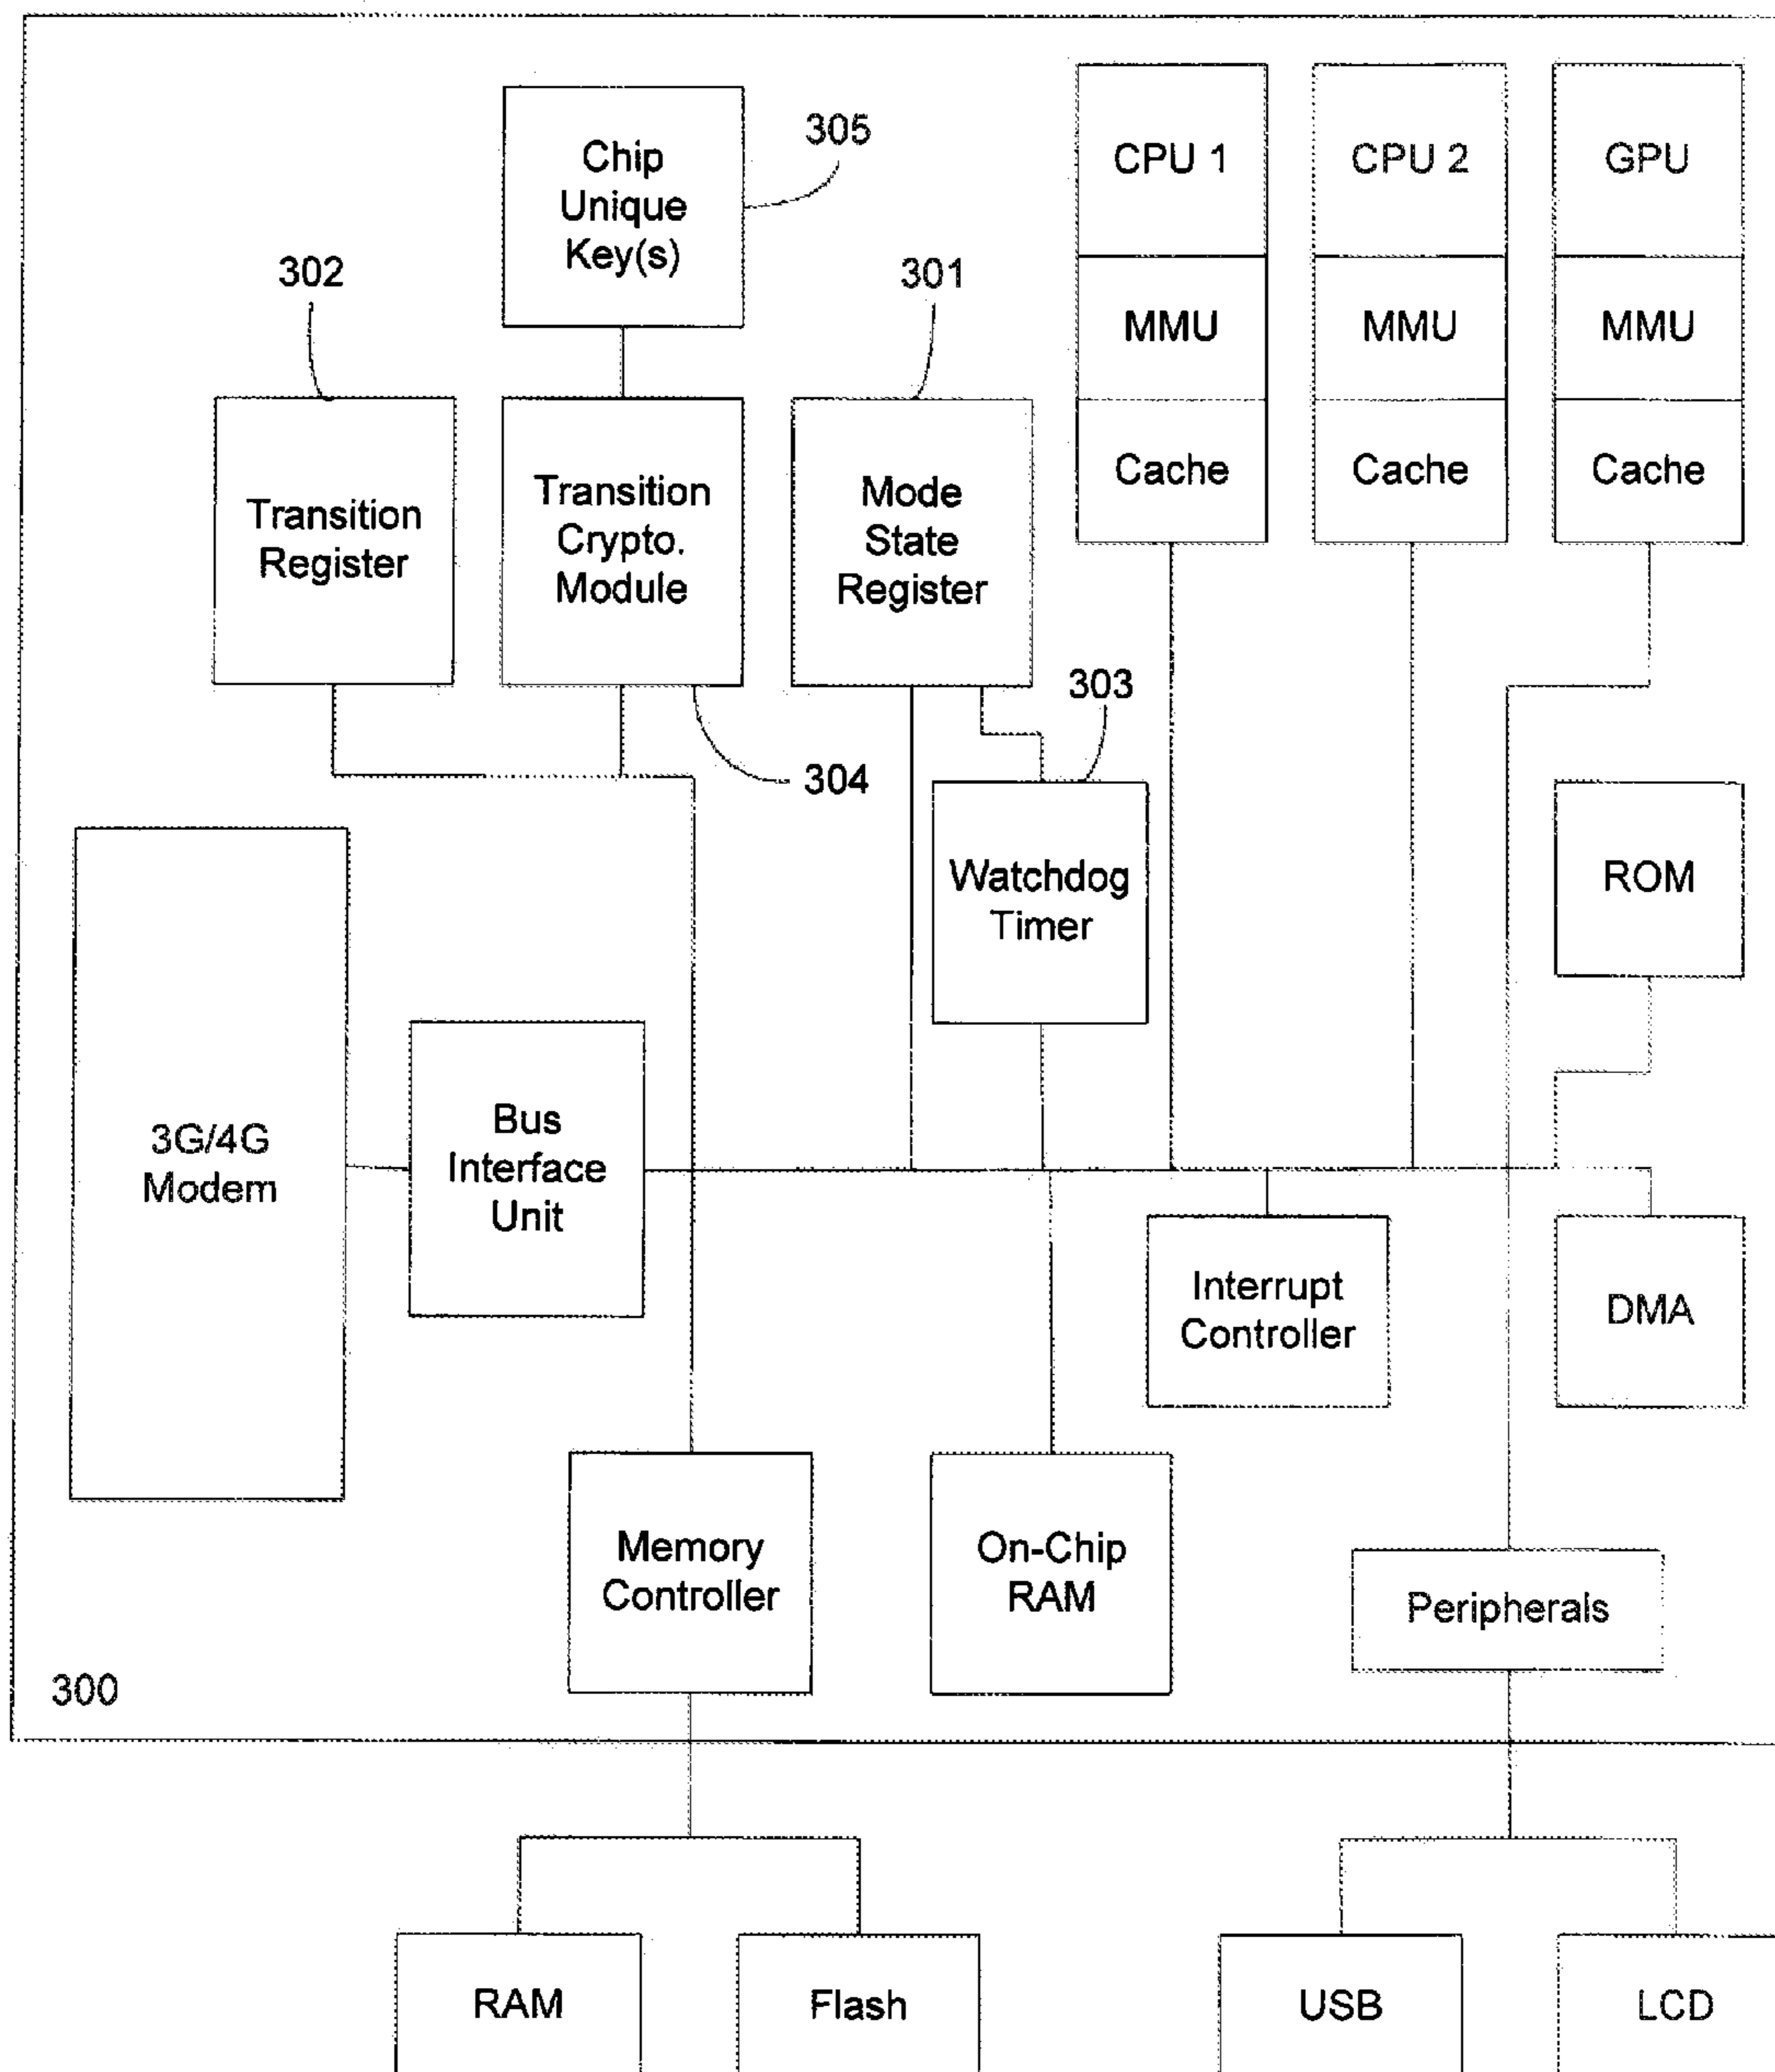 Chip
Unique
Key(s)
305
CPU 1
CPU 2
GPU
302
301
MMU
MMU
MMU
Transition
Register
Transition
Crypto.
Module
Mode
State
Register
Cache
Cache
Cache
303
304
Watchdog
Timer
ROM
3G/4G
Modem
Bus
Interface
Unit
Interrupt
Controller
DMA
Memory
Controller
On-Chip
RAM
Peripherals
300
RAM
Flash
USB
LCD